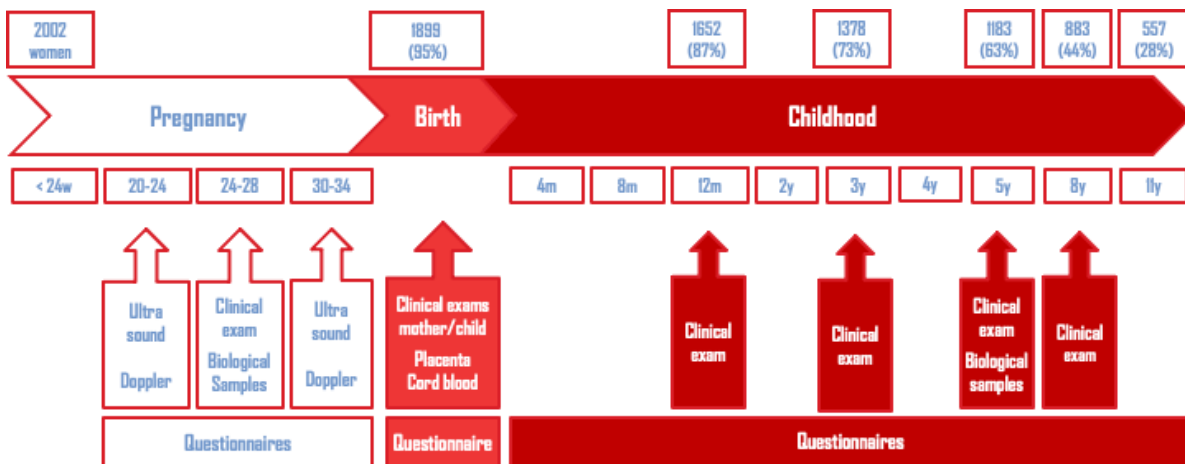 2002
women
1899
(95%)
1652
(87%)
1378
(73%)
1183
(63%)
883
(44%)
557
(28%)
Pregnancy
Birth
Childhood
< 24w
20-24
24-28
30-34
4m
8m
12m
2y
3y
4y
5y
8y
11y
Ultra
sound
Doppler
Clinical
exam
Biological
Samples
Ultra
sound
Doppler
Clinical exams
mother/child
Placenta
Cord blood
Clinical
exam
Clinical
exam
Clinical
exam
Biological
samples
Clinical
exam
Questionnaires
Questionnaire
Questionnaires